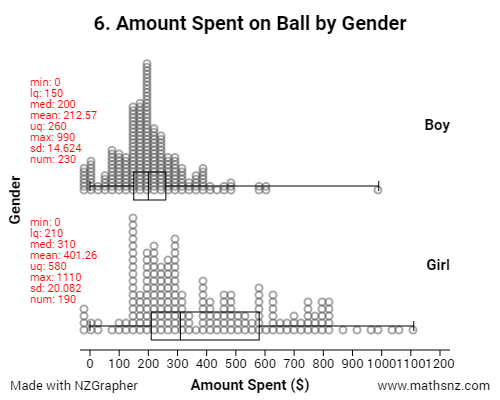 6. Amount Spent on Ball by Gender
min: 0
lq: 150
med: 200
mean: 212.57
uq: 260
max: 990
sd: 14.624
num: 230
Boy
Gender
min: 0
lq: 210
med: 310
mean: 401.26
uq: 580
max: 1110
sd: 20.082
num: 190
Girl
0 100 200 300 400 500 600 700 800 900 1000 1100 1200
Made with NZGrapher
Amount Spent ($)
www.mathsnz.com